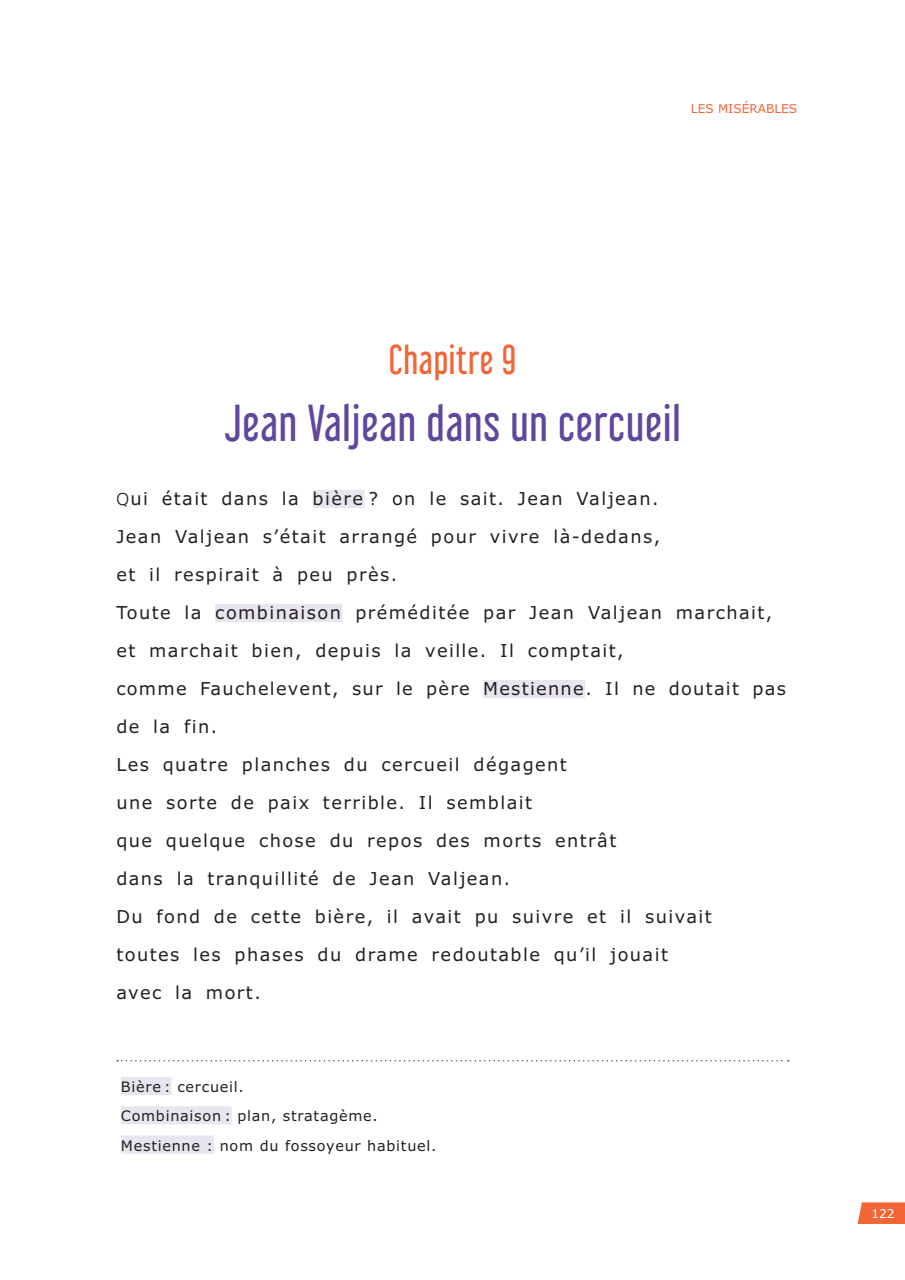 LES MISÉRABLES
Chapitre 9
Jean Valjean dans un cercueil
Qui était dans la bière ? on le sait. Jean Valjean.
Jean Valjean s’était arrangé pour vivre là-dedans,
et il respirait à peu près.
Toute la combinaison préméditée par Jean Valjean marchait,
et marchait bien, depuis la veille. Il comptait,
comme Fauchelevent, sur le père Mestienne. Il ne doutait pas
de la fin.
Les quatre planches du cercueil dégagent
une sorte de paix terrible. Il semblait
que quelque chose du repos des morts entrât
dans la tranquillité de Jean Valjean.
Du fond de cette bière, il avait pu suivre et il suivait
toutes les phases du drame redoutable qu’il jouait
avec la mort.
Bière : cercueil.
Combinaison : plan, stratagème.
Mestienne : nom du fossoyeur habituel.
122